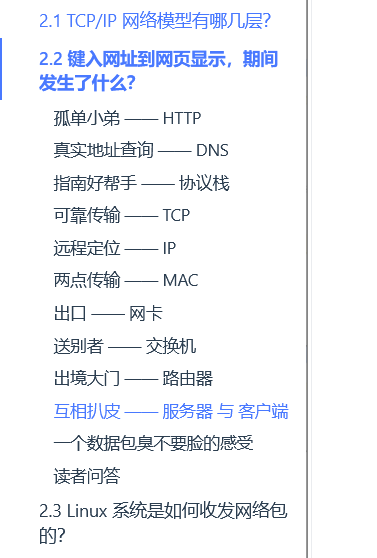 2.1 TCP/IP 网络模型有哪几层？
2.2 键入网址到网页显示，期间
发生了什么？
孤单小弟 —— HTTP
真实地址查询 —— DNS
指南好帮手 —— 协议栈
可靠传输 —— TCP
远程定位 —— IP
两点传输 —— MAC
出口 —— 网卡
送别者 —— 交换机
出境大门 —— 路由器
互相扒皮 —— 服务器 与 客户端
一个数据包臭不要脸的感受
读者问答
2.3 Linux 系统是如何收发网络包
的？